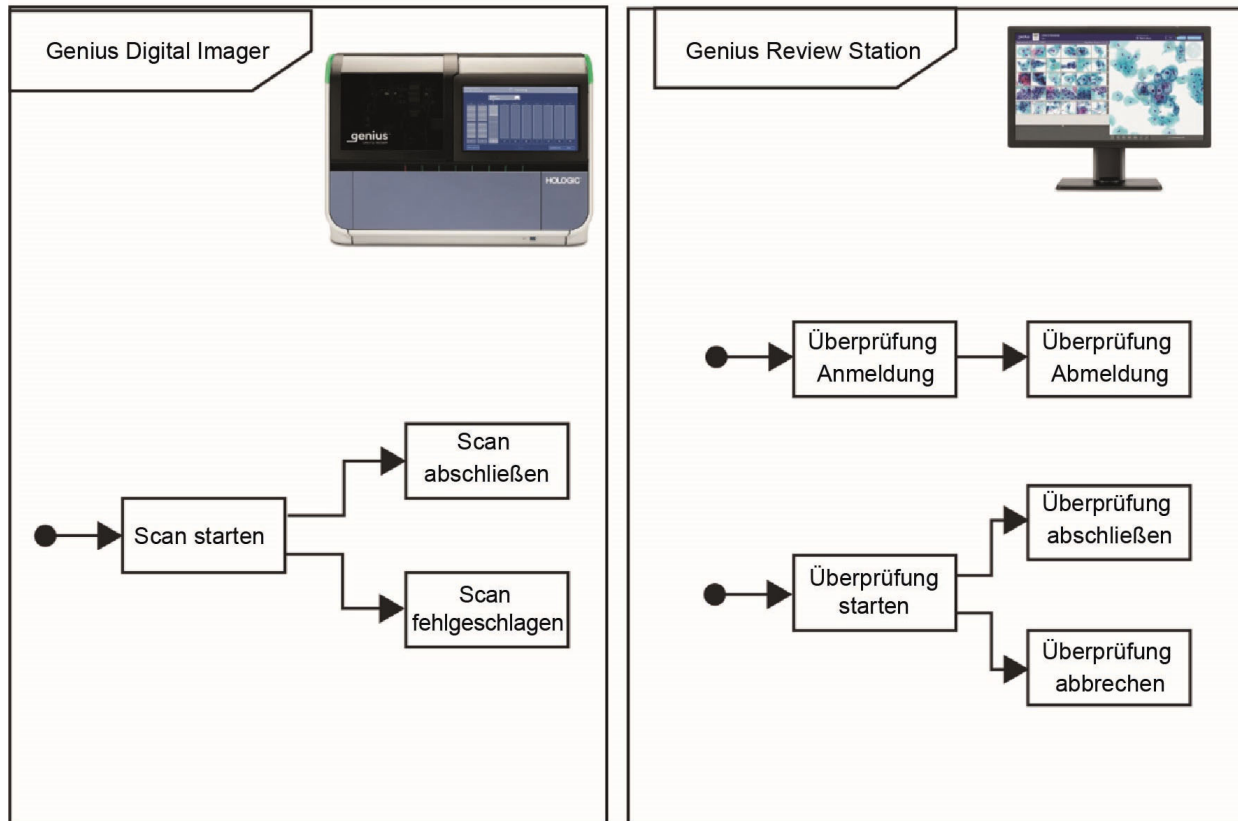 Genius Digital Imager
genius
HOLOGIC
Scan starten
Scan
abschließen
Scan
fehlgeschlagen
Genius Review Station
Überprüfung
Anmeldung
Überprüfung
Abmeldung
Überprüfung
starten
Überprüfung
abschließen
Überprüfung
abbrechen